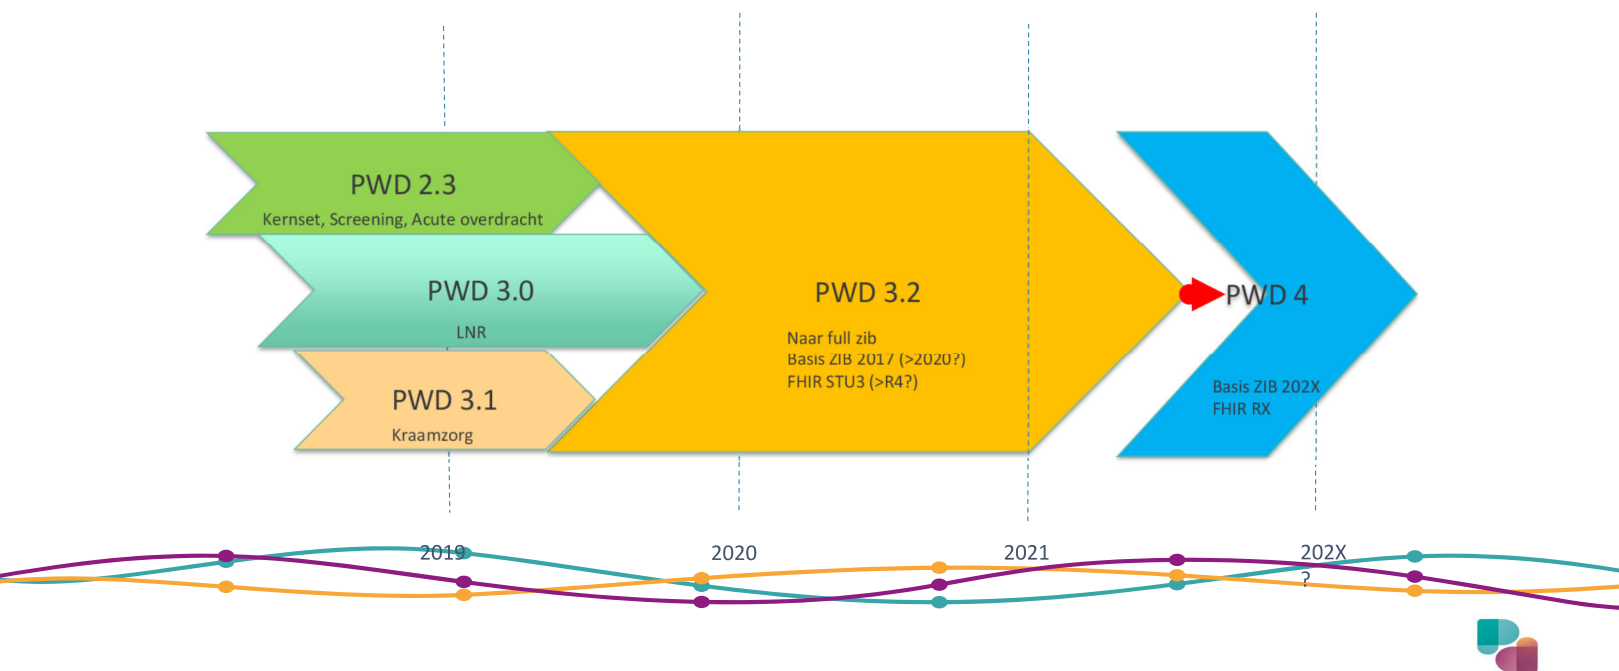 PWD 2.3
Kernset, Screening, Acute overdracht
PWD 3.0
LNR
PWD 3.1
Kraamzorg
PWD 3.2
Naar full zib
Basis ZIB 2017 (>2020?)
FHIR STU3 (>R4?)
PWD 4
Basis ZIB 202X
FHIR RX
2019
2020
2021
202X
?